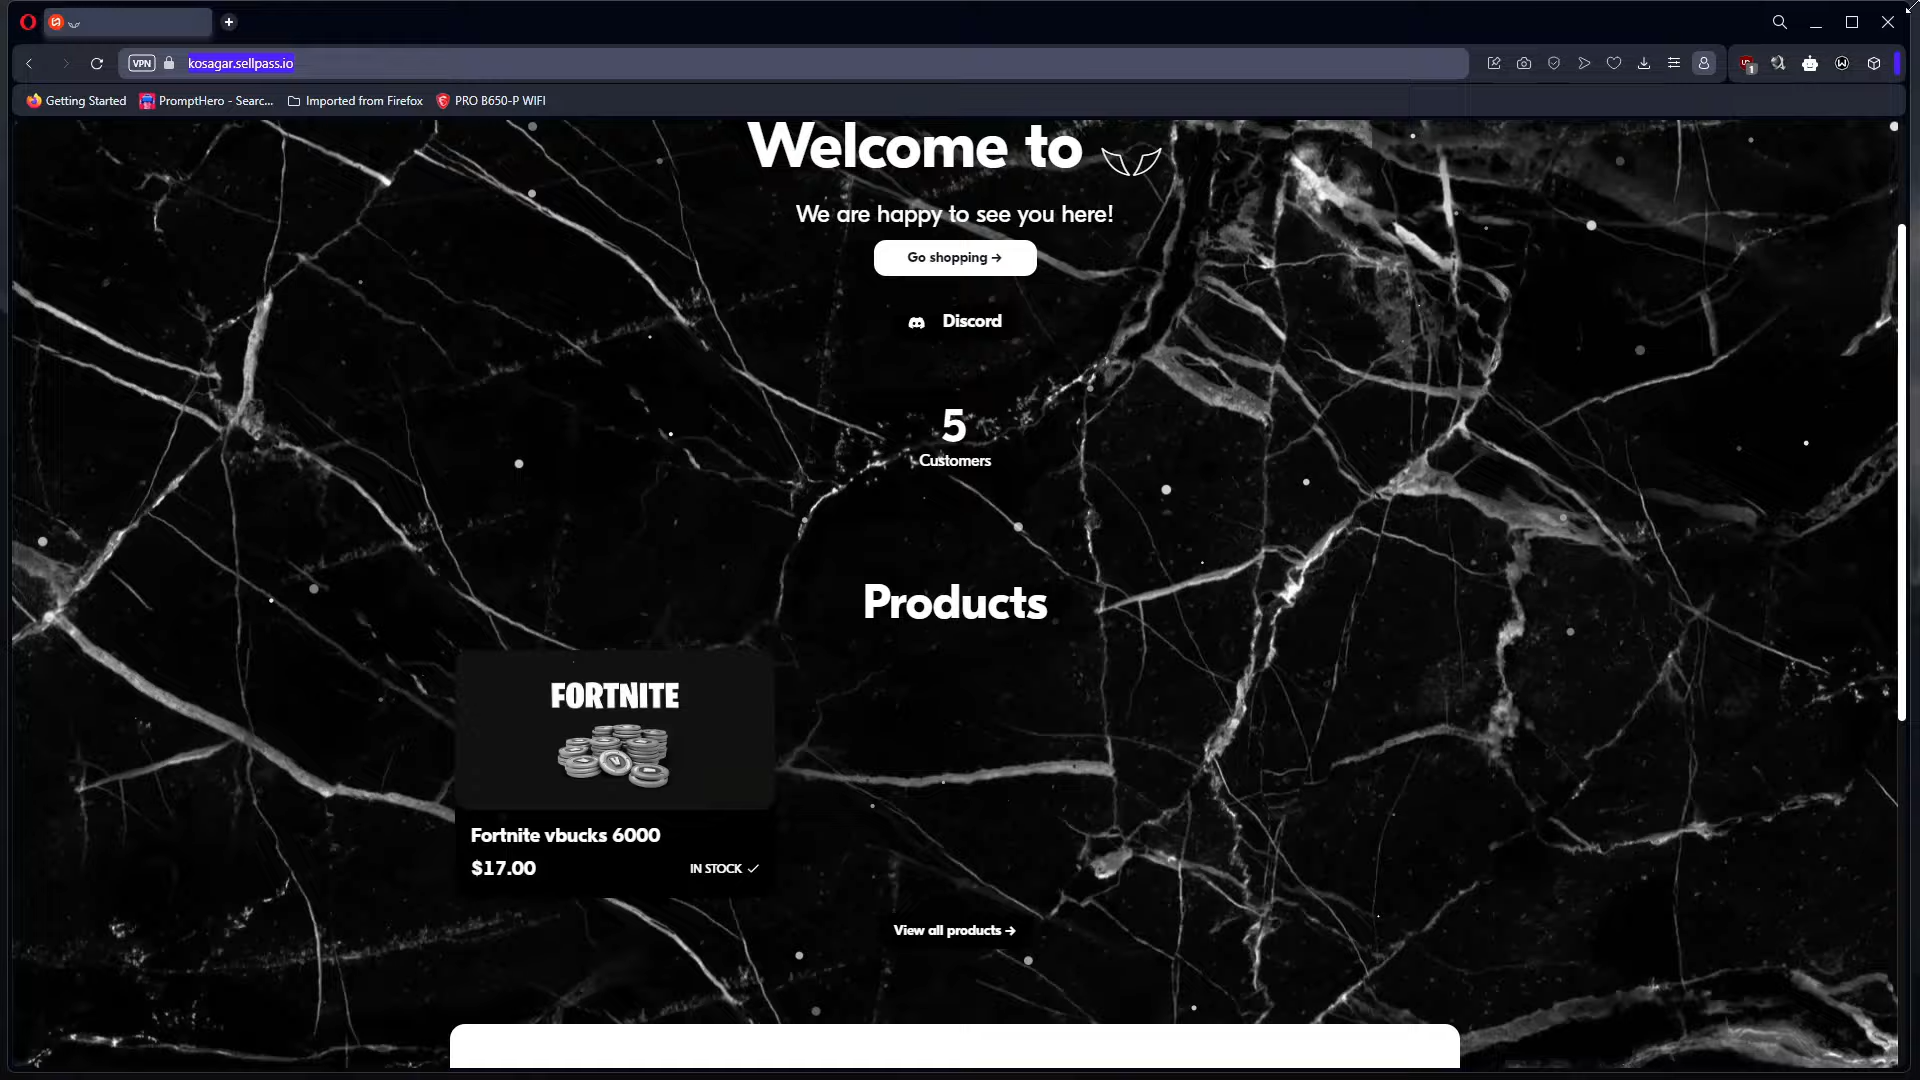 VPN
kosagar.sellpass.io
1
Getting Started
PromptHero - Searc...
Imported from Firefox
PRO B650-P WIFI
Welcome to
We are happy to see you here!
Go shopping →
Discord
5
Customers
Products
FORTNITE
Fortnite vbucks 6000
$17.00
IN STOCK ✓
View all products →